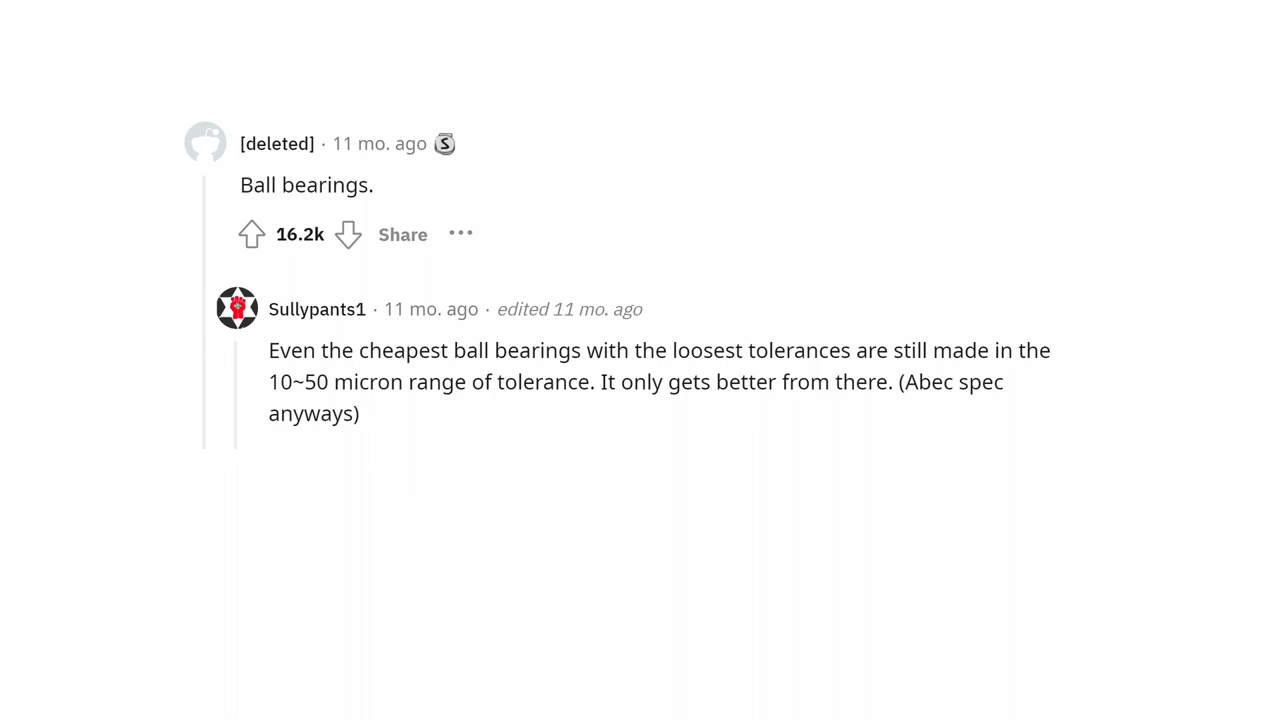 [deleted] · 11 mo. ago S
Ball bearings.
16.2k Share ···
Sullypants1 · 11 mo. ago · edited 11 mo. ago
Even the cheapest ball bearings with the loosest tolerances are still made in the
10~50 micron range of tolerance. It only gets better from there. (Abec spec
anyways)